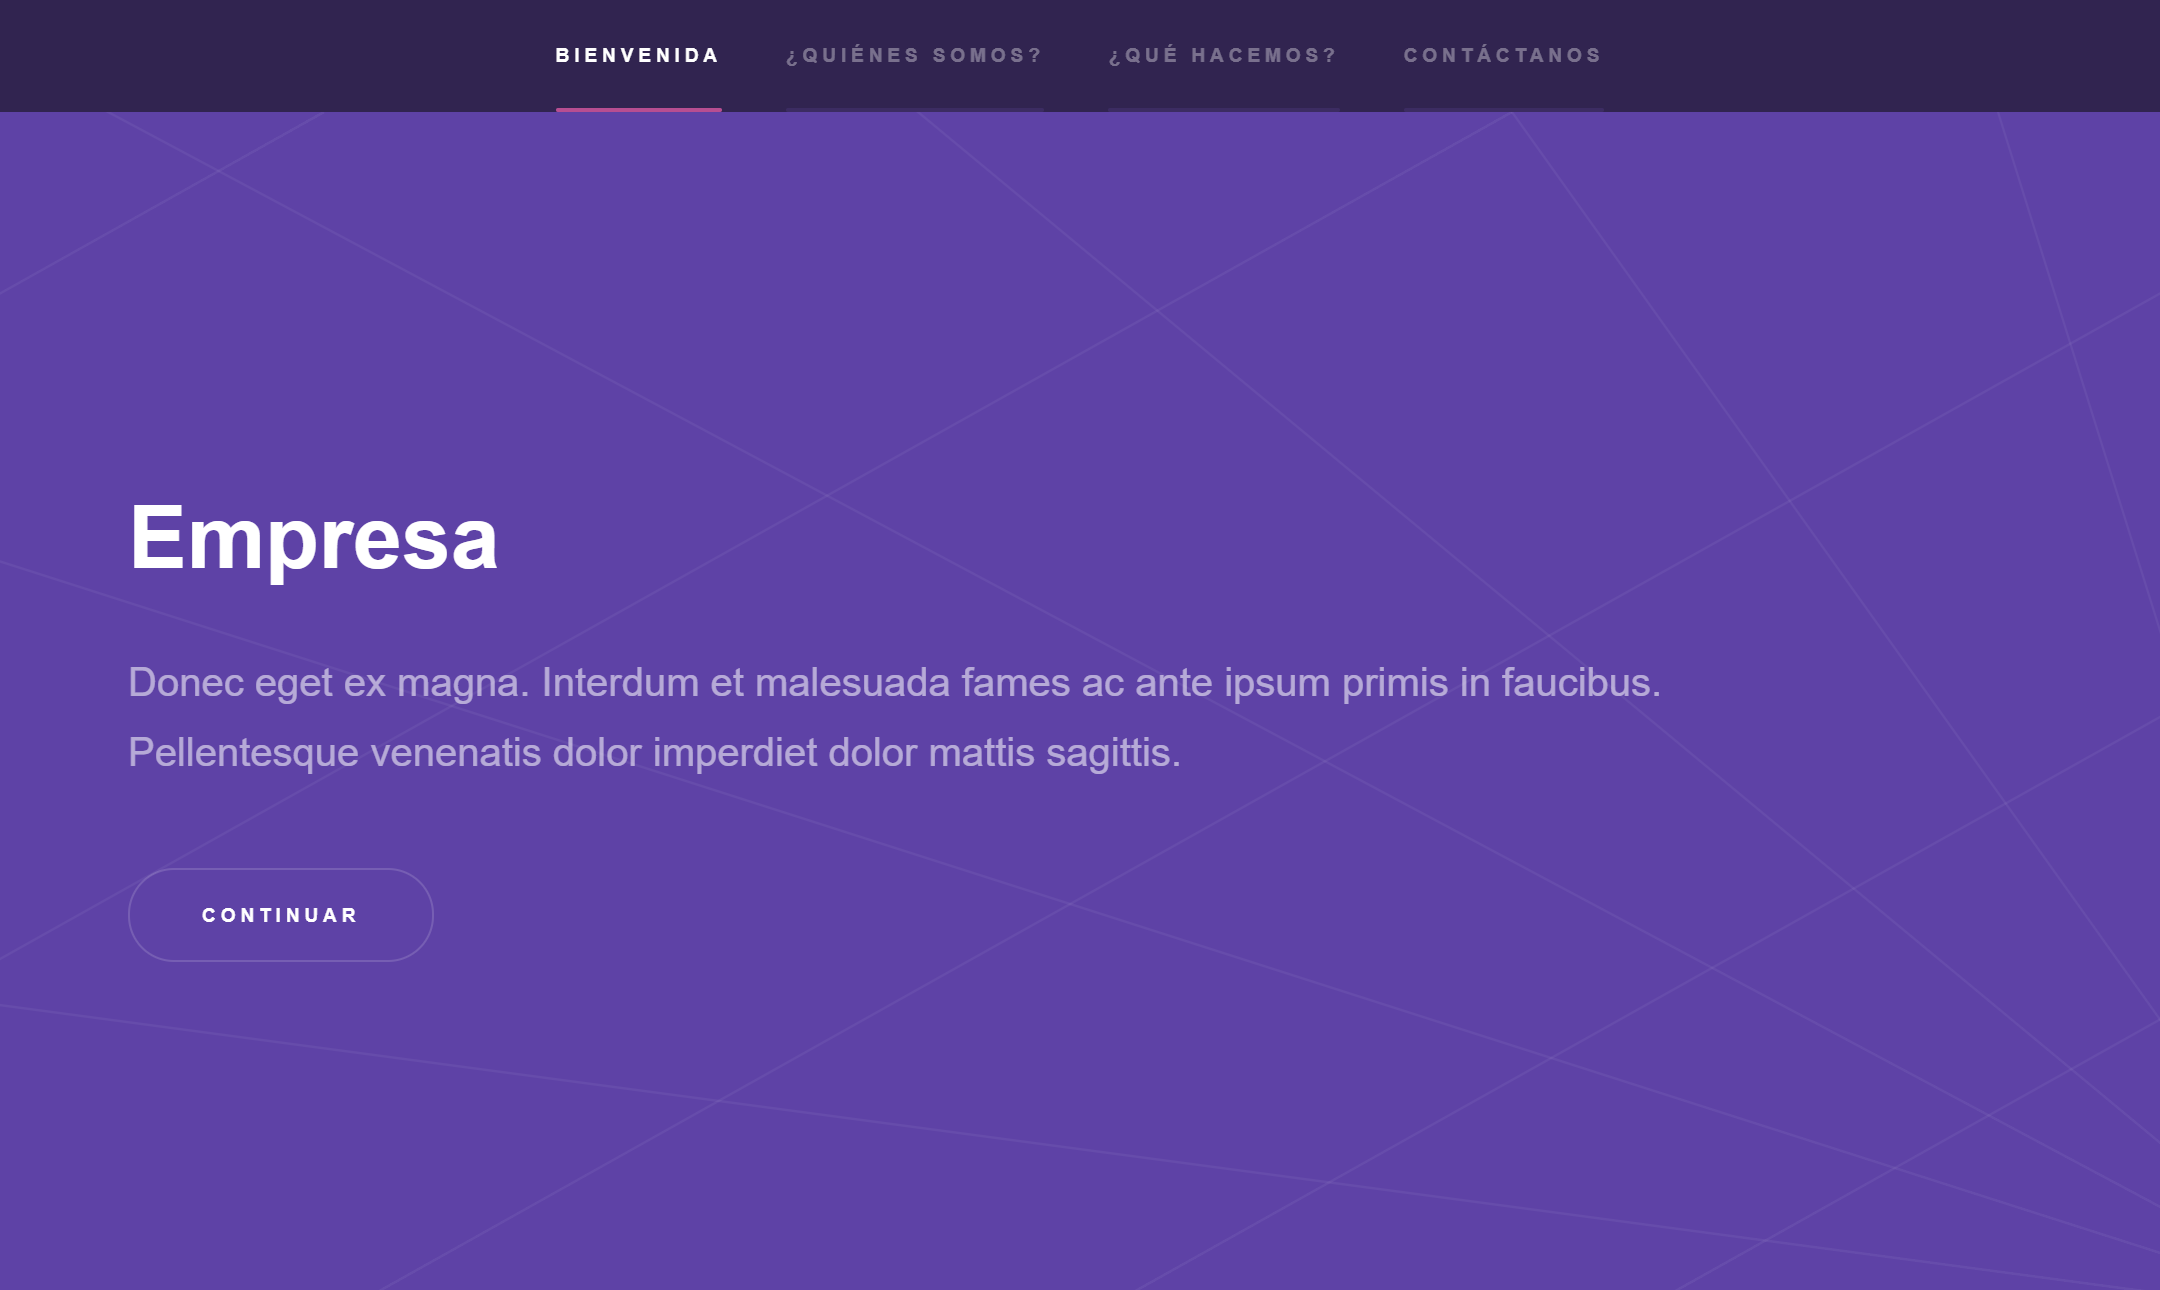 BIENVENIDA ¿QUIÉNES SOMOS? ¿QUÉ HACEMOS? CONTÁCTANOS
Empresa
Donec eget ex magna. Interdum et malesuada fames ac ante ipsum primis in faucibus.
Pellentesque venenatis dolor imperdiet dolor mattis sagittis.
CONTINUAR